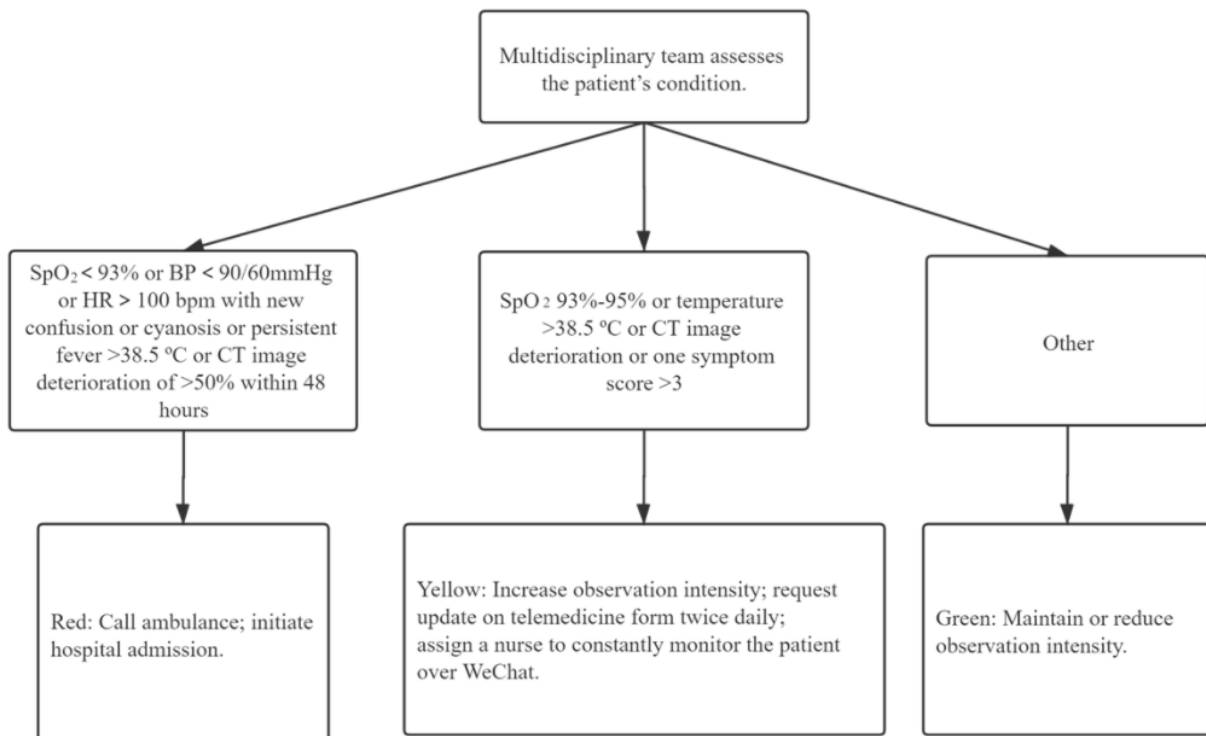 Multidisciplinary team assesses
the patient’s condition.
SpO₂ < 93% or BP < 90/60mmHg
or HR > 100 bpm with new
confusion or cyanosis or persistent
fever >38.5 ºC or CT image
deterioration of >50% within 48
hours
SpO₂ 93%-95% or temperature
>38.5 ºC or CT image
deterioration or one symptom
score >3
Other
Red: Call ambulance; initiate
hospital admission.
Yellow: Increase observation intensity; request
update on telemedicine form twice daily;
assign a nurse to constantly monitor the patient
over WeChat.
Green: Maintain or reduce
observation intensity.